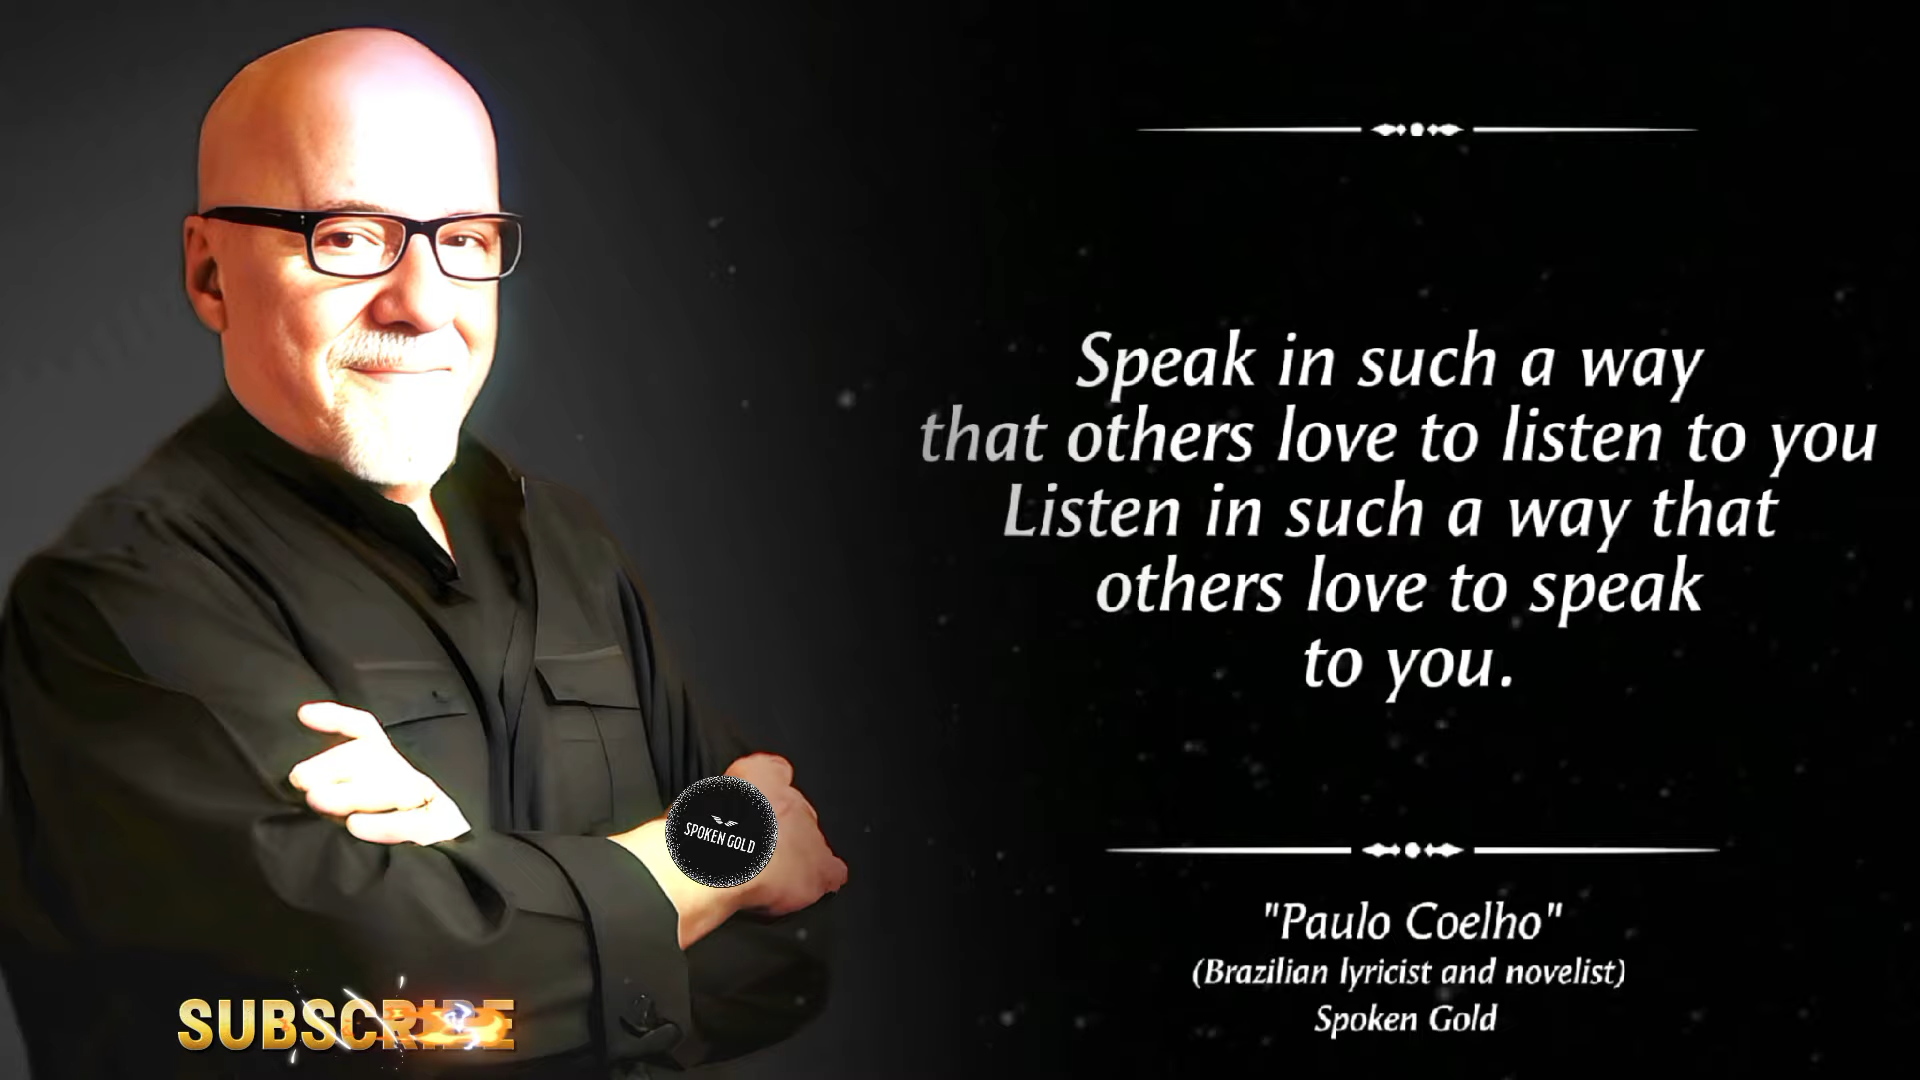 Speak in such a way
that others love to listen to you
Listen in such a way that
others love to speak
to you.
"Paulo Coelho"
(Brazilian lyricist and novelist)
Spoken Gold
SPOKEN GOLD
SUBSCRIBE